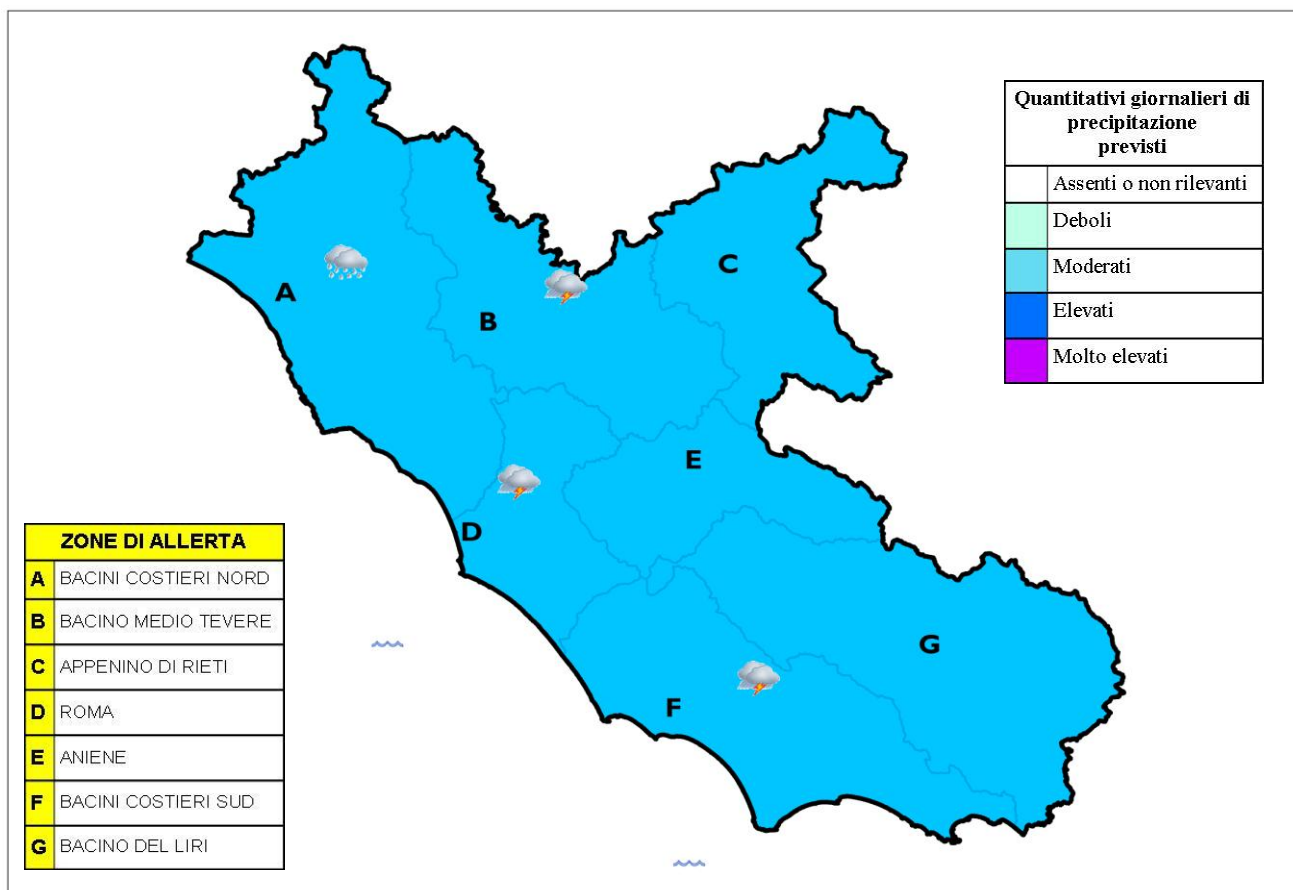 Quantitativi giornalieri di
precipitazione
previsti
Assenti o non rilevanti
Deboli
Moderati
Elevati
Molto elevati
C
A
B
E
D
G
F
ZONE DI ALLERTA
A BACINI COSTIERI NORD
B BACINO MEDIO TEVERE
C APPENINO DI RIETI
D ROMA
E ANIENE
F BACINI COSTIERI SUD
G BACINO DEL LIRI